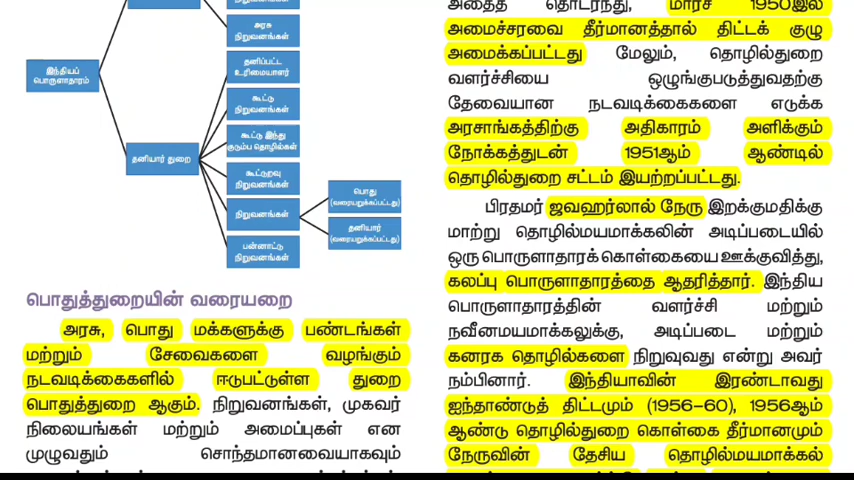 நிறுவனங்கள்
அரசு
நிறுவனங்கள்
தனிப்பட்ட
உரிமையாளர்
இந்தியப்
பொருளாதாரம்
கூட்டு
நிறுவனங்கள்
கூட்டு இந்து
குடும்ப தொழில்கள்
தனியார் துறை
கூட்டுறவு
நிறுவனங்கள்
நிறுவனங்கள்
பொது
(வரையறுக்கப்பட்டது)
தனியார்
(வரையறுக்கப்பட்டது)
பன்னாட்டு
நிறுவனங்கள்
பொதுத்துறையின் வரையறை
அரசு, பொது மக்களுக்கு பண்டங்கள்
மற்றும் சேவைகளை வழங்கும்
நடவடிக்கைகளில் ஈடுபட்டுள்ள துறை
பொதுத்துறை ஆகும். நிறுவனங்கள், முகவர்
நிலையங்கள் மற்றும் அமைப்புகள் என
முழுவதும் சொந்தமானவையாகவும்
அதைத் தொடர்ந்து, மார்ச் 1950இல்
அமைச்சரவை தீர்மானத்தால் திட்டக் குழு
அமைக்கப்பட்டது மேலும், தொழில்துறை
வளர்ச்சியை ஒழுங்குபடுத்துவதற்கு
தேவையான நடவடிக்கைகளை எடுக்க
அரசாங்கத்திற்கு அதிகாரம் அளிக்கும்
நோக்கத்துடன் 1951ஆம் ஆண்டில்
தொழில்துறை சட்டம் இயற்றப்பட்டது.
பிரதமர் ஜவஹர்லால் நேரு இறக்குமதிக்கு
மாற்று தொழில்மயமாக்கலின் அடிப்படையில்
ஒரு பொருளாதாரக் கொள்கையை ஊக்குவித்து,
கலப்பு பொருளாதாரத்தை ஆதரித்தார். இந்திய
பொருளாதாரத்தின் வளர்ச்சி மற்றும்
நவீனமயமாக்கலுக்கு, அடிப்படை மற்றும்
கனரக தொழில்களை நிறுவுவது என்று அவர்
நம்பினார். இந்தியாவின் இரண்டாவது
ஐந்தாண்டுத் திட்டமும் (1956–60), 1956ஆம்
ஆண்டு தொழில்துறை கொள்கை தீர்மானமும்
நேருவின் தேசிய தொழில்மயமாக்கல்